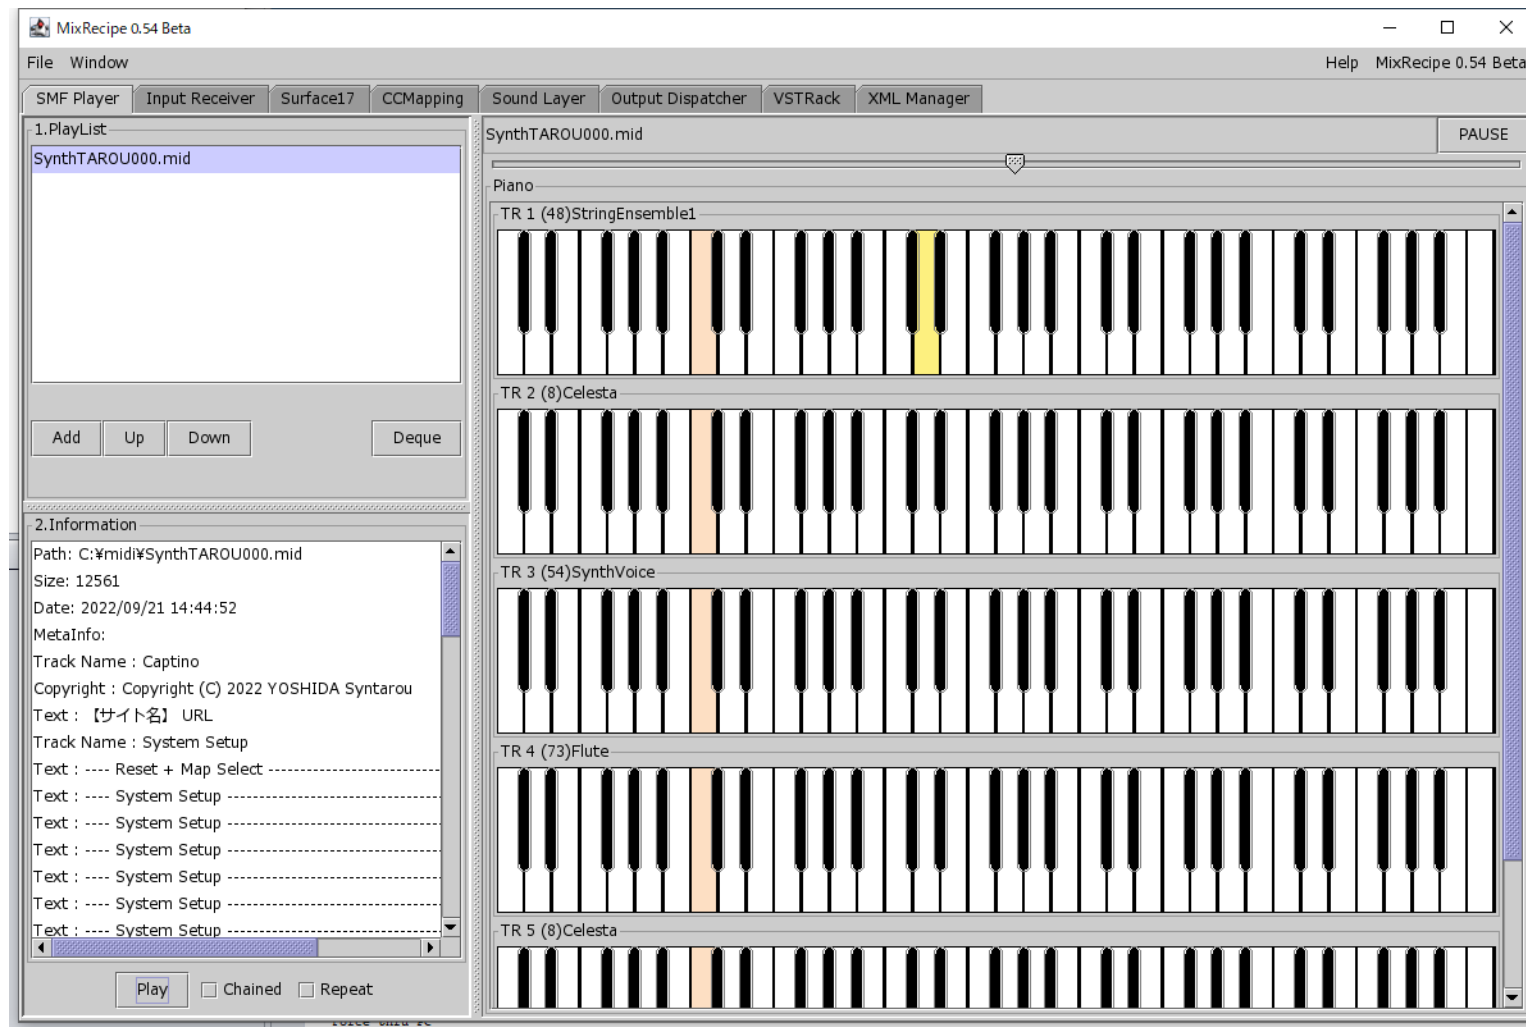 MixRecipe 0.54 Beta
File Window Help MixRecipe 0.54 Beta
SMF Player Input Receiver Surface17 CCMapping Sound Layer Output Dispatcher VSTRack XML Manager
1.PlayList
SynthTAROU000.mid
Add Up Down Deque
2.Information
Path: C:¥midi¥SynthTAROU000.mid
Size: 12561
Date: 2022/09/21 14:44:52
MetaInfo:
Track Name : Captino
Copyright : Copyright (C) 2022 YOSHIDA Syntarou
Text : 【サイト名】 URL
Track Name : System Setup
Text : ---- Reset + Map Select -------------------------
Text : ---- System Setup -------------------------------
Text : ---- System Setup -------------------------------
Text : ---- System Setup -------------------------------
Text : ---- System Setup -------------------------------
Text : ---- System Setup -------------------------------
Text : ---- System Setup -------------------------------
Play Chained Repeat
SynthTAROU000.mid PAUSE
Piano
TR 1 (48)StringEnsemble1
TR 2 (8)Celesta
TR 3 (54)SynthVoice
TR 4 (73)Flute
TR 5 (8)Celesta